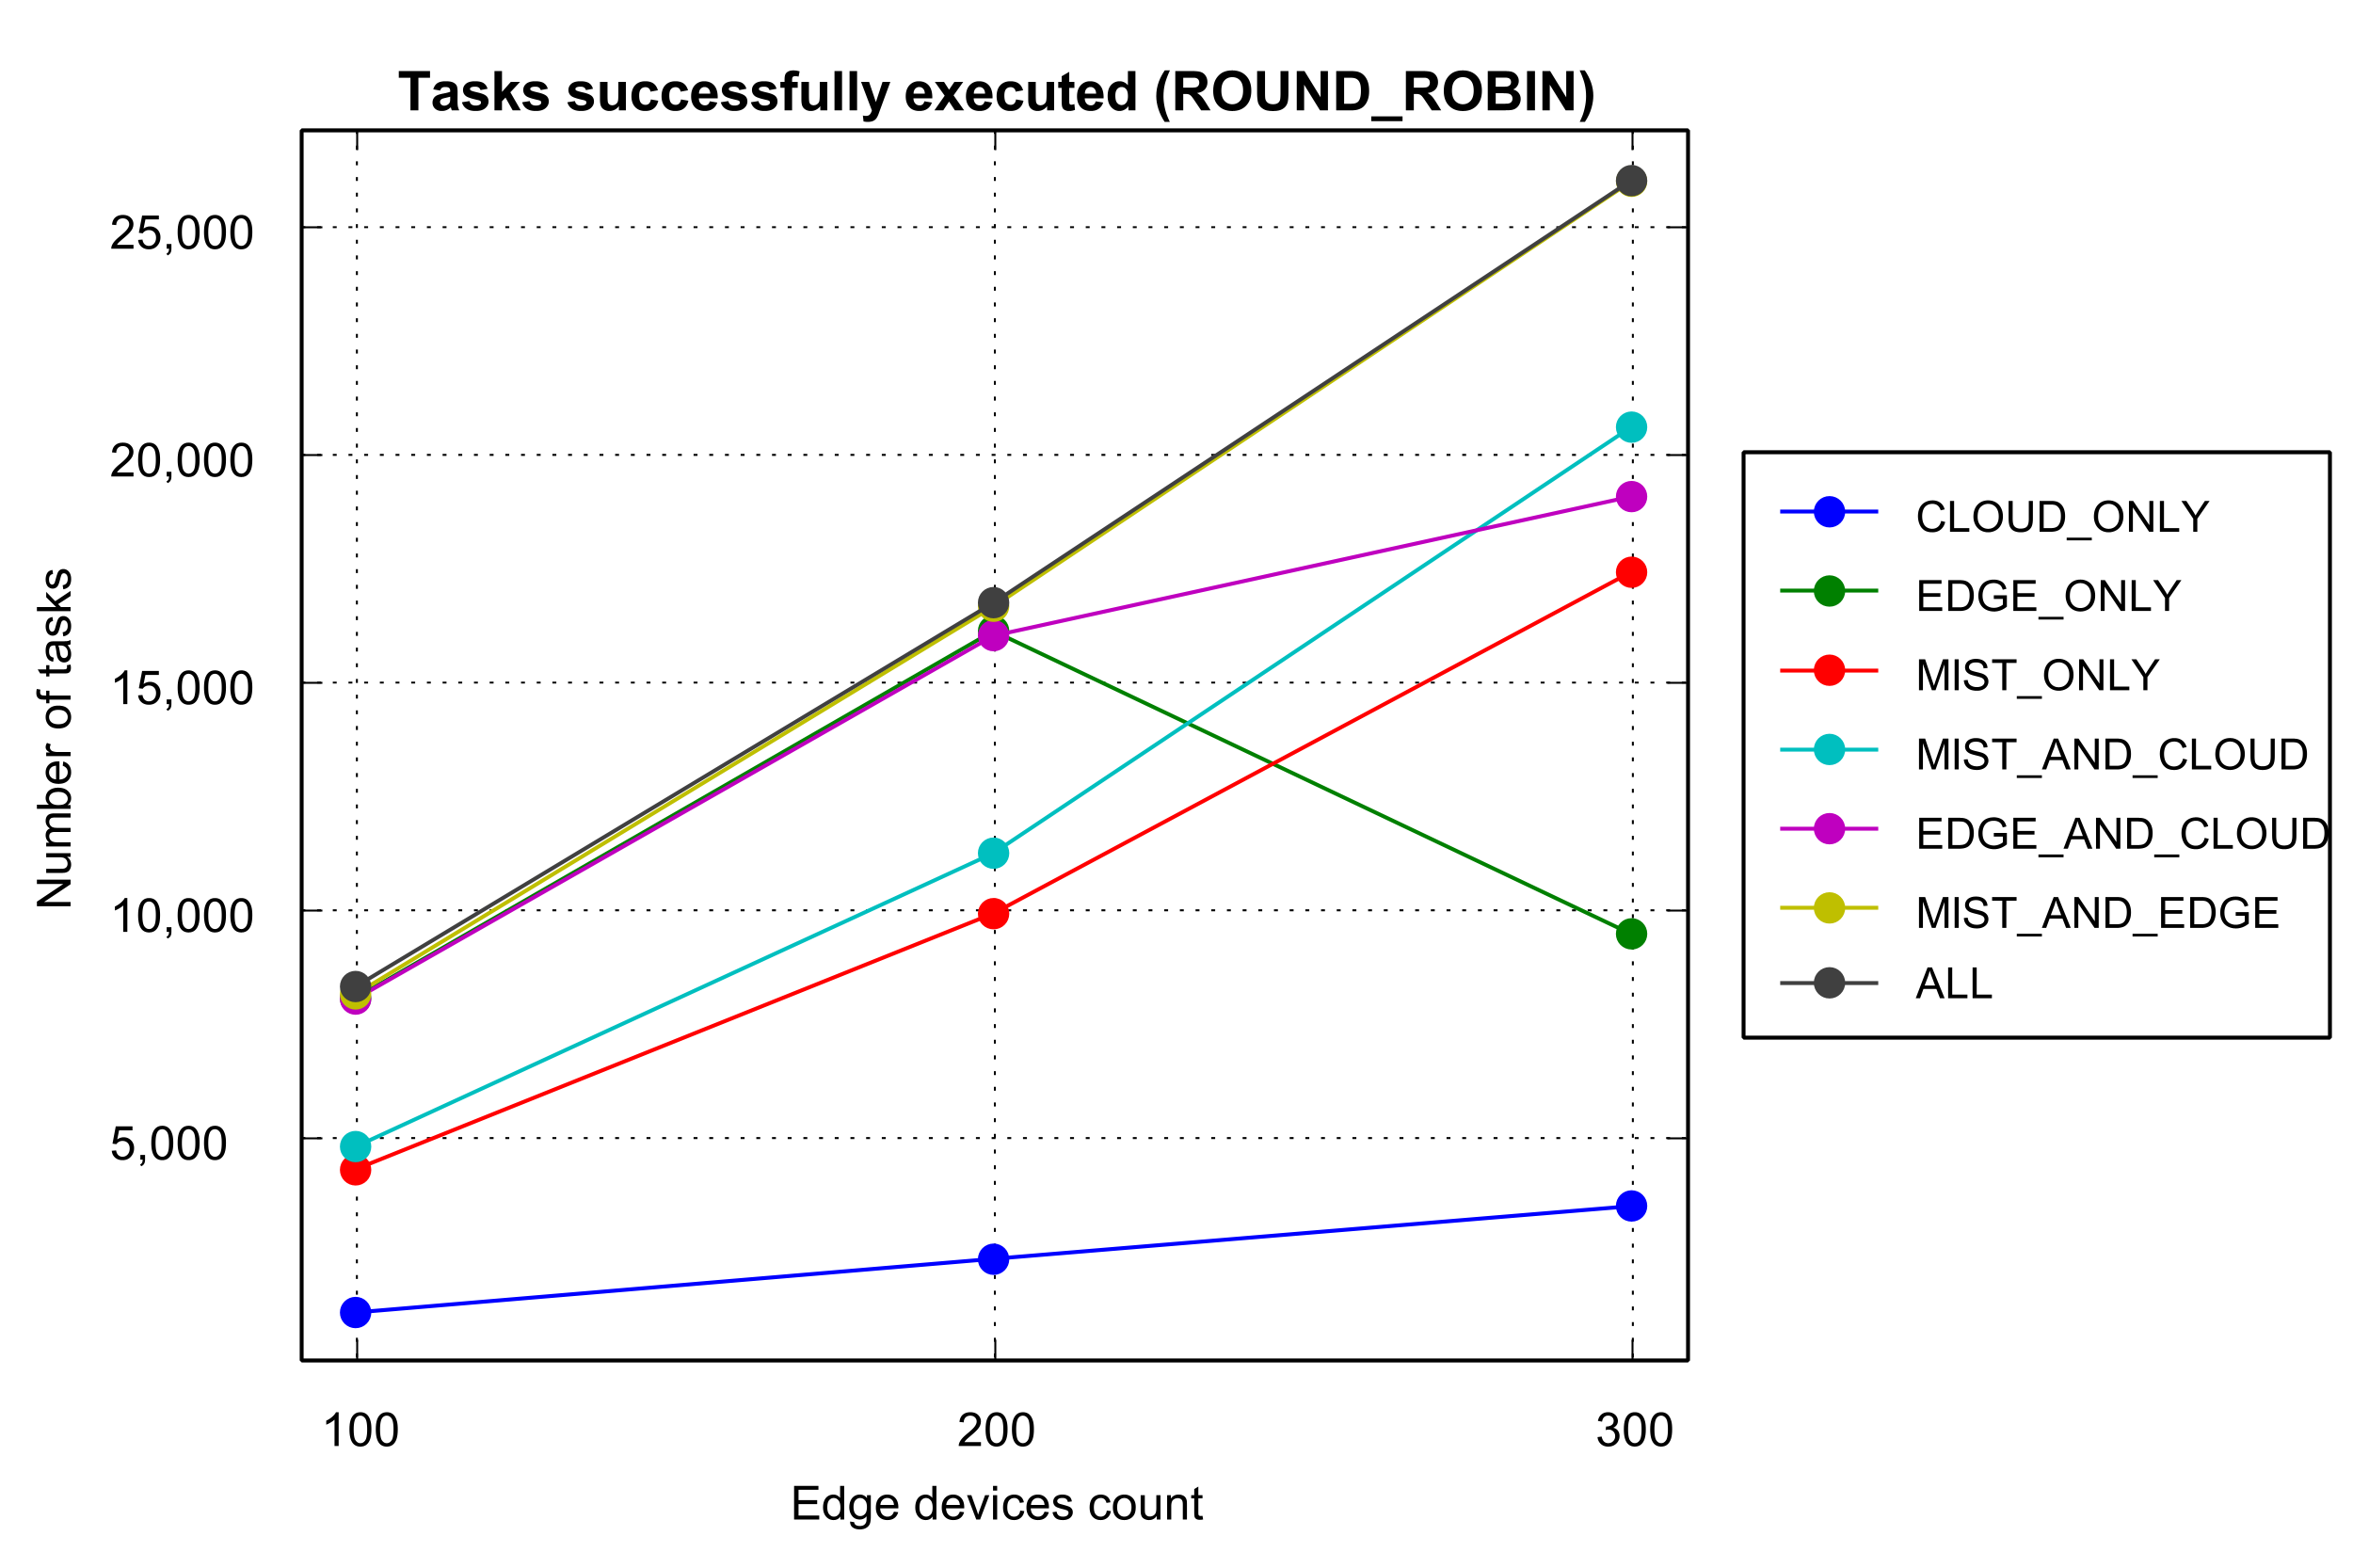 Tasks successfully executed (ROUND_ROBIN)
25,000
20,000
15,000
10,000
5,000
Number of tasks
100
200
300
Edge devices count
CLOUD_ONLY
EDGE_ONLY
MIST_ONLY
MIST_AND_CLOUD
EDGE_AND_CLOUD
MIST_AND_EDGE
ALL